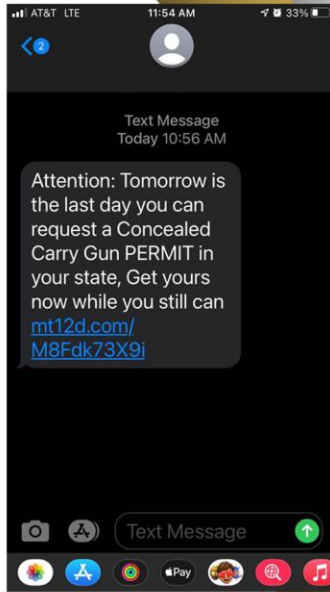 AT&T LTE 11:54 AM 33%
2
Text Message
Today 10:56 AM
Attention: Tomorrow is
the last day you can
request a Concealed
Carry Gun PERMIT in
your state, Get yours
now while you still can
mt12d.com/
M8Fdk73X9i
Text Message
Pay